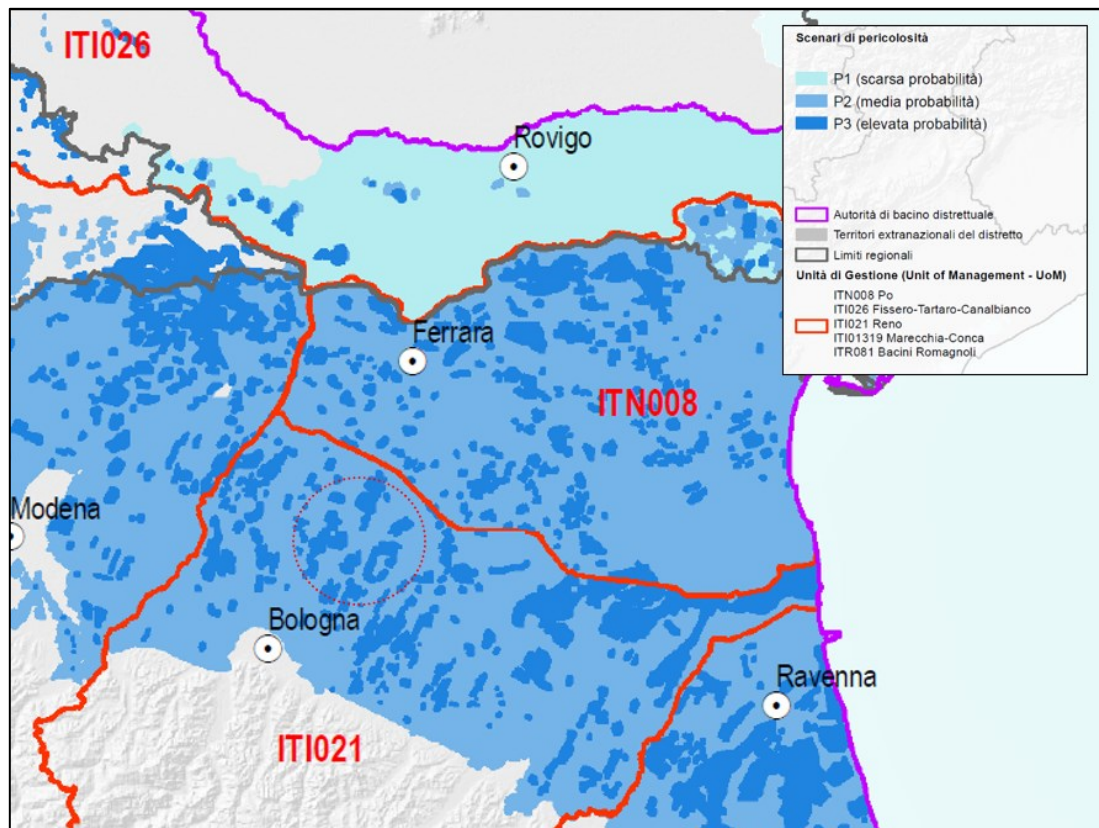 ITI026
Rovigo
Ferrara
ITN008
Modena
Bologna
Ravenna
ITI021
Scenari di pericolosità
P1 (scarsa probabilità)
P2 (media probabilità)
P3 (elevata probabilità)
Autorità di bacino distrettuale
Territori extranazionali del distretto
Limiti regionali
Unità di Gestione (Unit of Management - UoM)
ITN008 Po
ITI026 Fissero-Tartaro-Canalbianco
ITI021 Reno
ITI01319 Marecchia-Conca
ITR081 Bacini Romagnoli